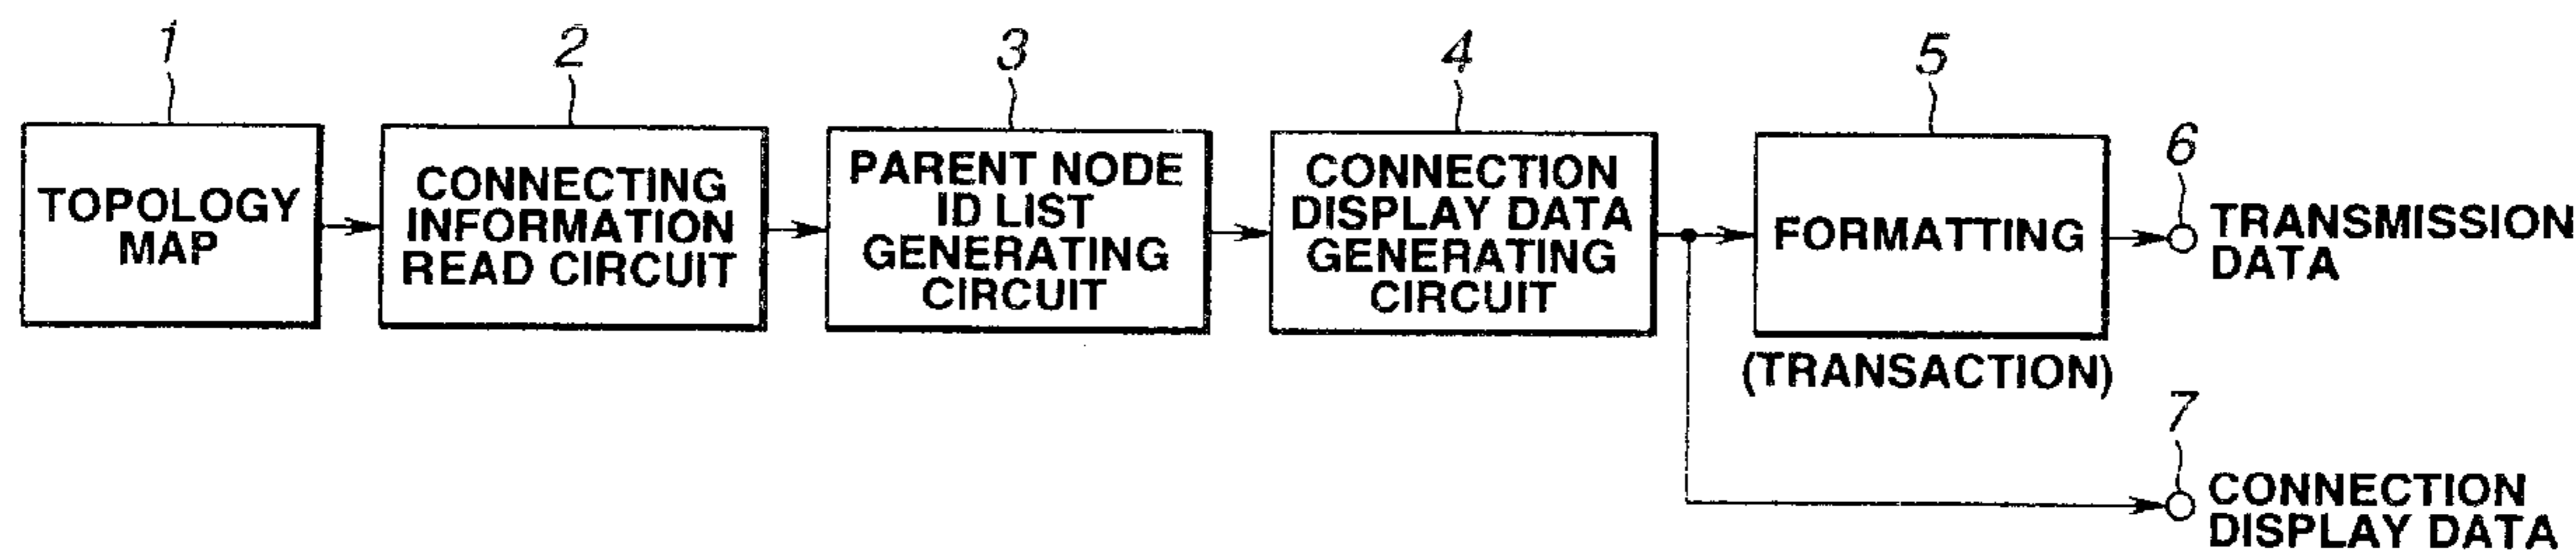 1
2
3
4
5
6
7
TOPOLOGY
MAP
CONNECTING
INFORMATION
READ CIRCUIT
PARENT NODE
ID LIST
GENERATING
CIRCUIT
CONNECTION
DISPLAY DATA
GENERATING
CIRCUIT
FORMATTING
(TRANSACTION)
TRANSMISSION
DATA
CONNECTION
DISPLAY DATA